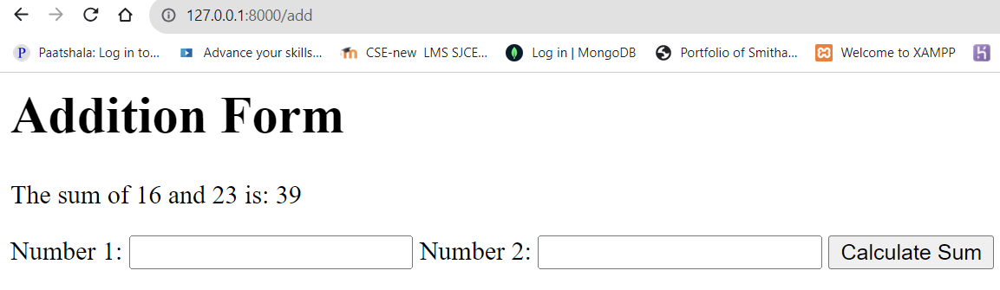 127.0.0.1:8000/add
P Paatshala: Log in to... Advance your skills... CSE-new LMS SJCE... Log in | MongoDB Portfolio of Smitha... Welcome to XAMPP
Addition Form
The sum of 16 and 23 is: 39
Number 1: Number 2: Calculate Sum